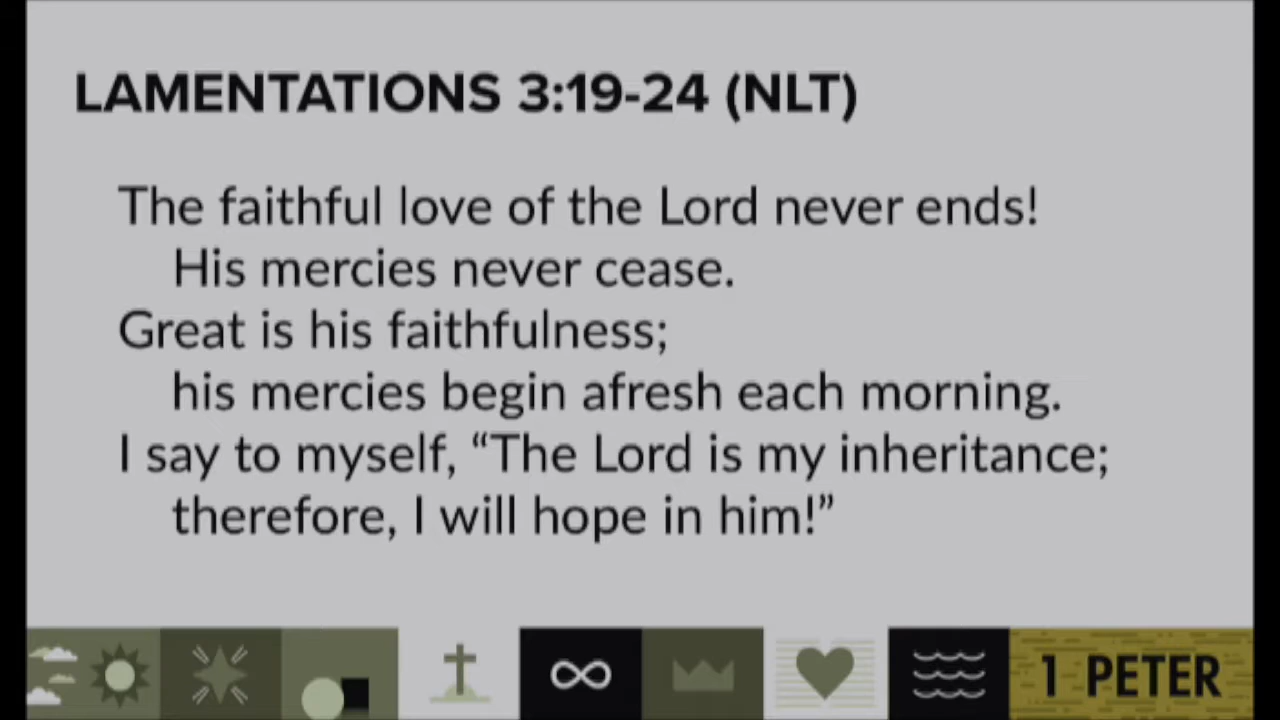 LAMENTATIONS 3:19-24 (NLT)
The faithful love of the Lord never ends!
His mercies never cease.
Great is his faithfulness;
his mercies begin afresh each morning.
I say to myself, “The Lord is my inheritance;
therefore, I will hope in him!”
1 PETER